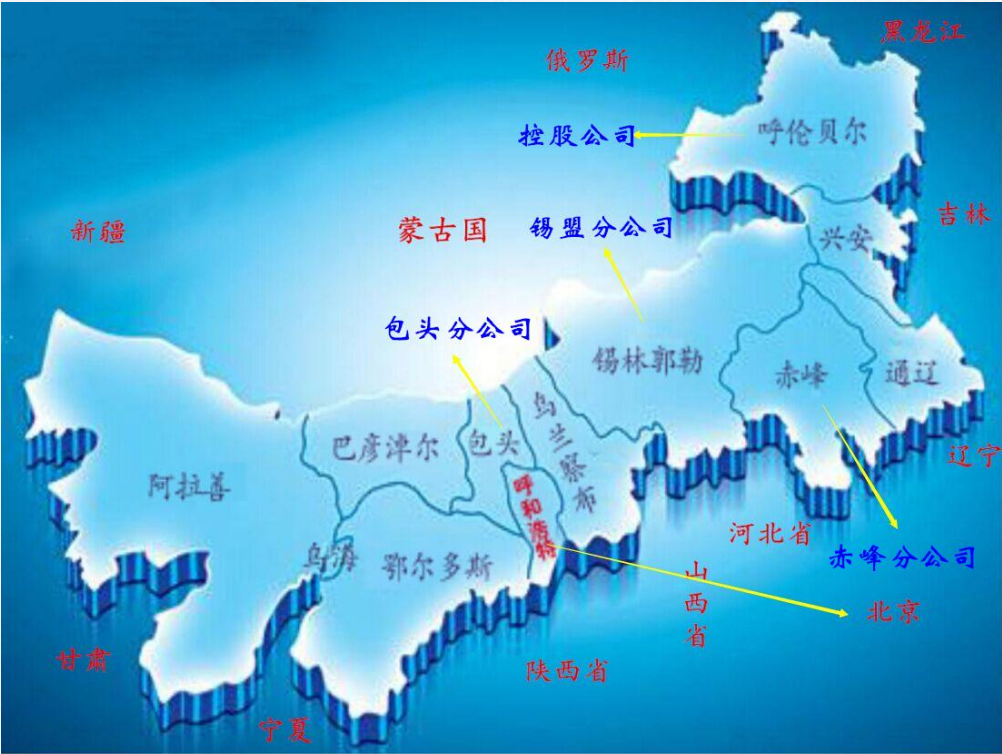 黑龙江
俄罗斯
控股公司
呼伦贝尔
新疆
蒙古国
锡盟分公司
吉林
兴安
包头分公司
锡林郭勒
赤峰
通辽
乌兰察布
巴彦淖尔
包头
阿拉善
呼和浩特
辽宁
河北省
乌海
鄂尔多斯
赤峰分公司
山西省
北京
甘肃
陕西省
宁夏